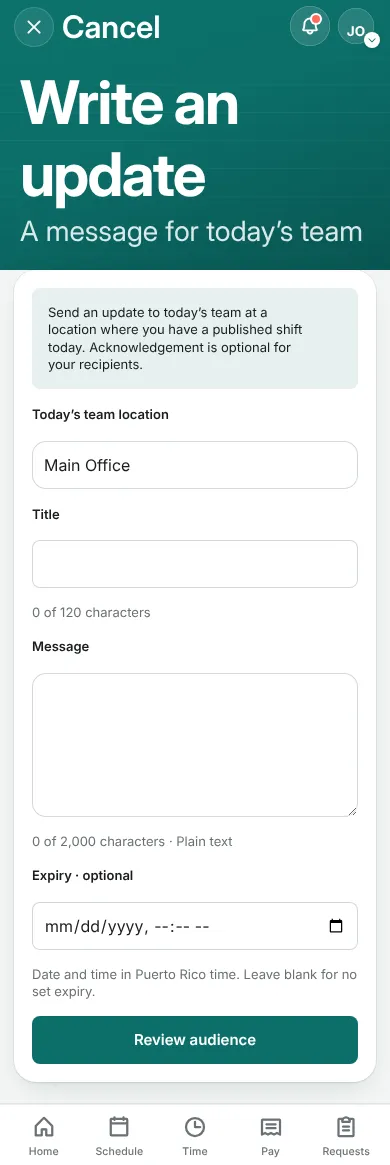 Cancel
JO
Write an
update
A message for today's team
Send an update to today's team at a
location where you have a published shift
today. Acknowledgement is optional for
your recipients.
Today's team location
Main Office
Title
0 of 120 characters
Message
0 of 2,000 characters · Plain text
Expiry · optional
mm/dd/yyyy, --:-- --
Date and time in Puerto Rico time. Leave blank for no
set expiry.
Review audience
Home
Schedule
Time
Pay
Requests